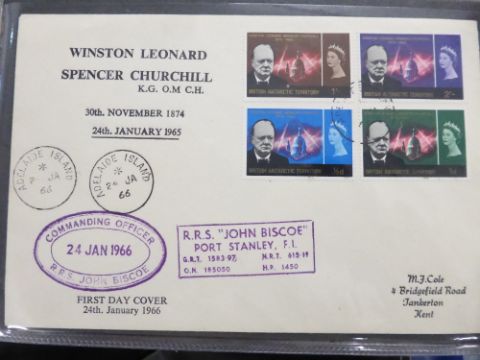 WINSTON LEONARD
SPENCER CHURCHILL
K.G. O.M C.H.
30th. NOVEMBER 1874
24th. JANUARY 1965
BRITISH ANTARCTIC TERRITORY
1/-
BRITISH ANTARCTIC TERRITORY
2/-
BRITISH ANTARCTIC TERRITORY
BRITISH ANTARCTIC TERRITORY
ADELAIDE ISLAND
JA
66
ADELAIDE ISLAND
24 JA
66
COMMANDING OFFICER
24 JAN 1966
R.R.S. JOHN BISCOE
R.R.S. "JOHN BISCOE"
PORT STANLEY, F.I.
G.R.T. 1583·97, N.R.T. 615·19
O.N. 185050 H.P. 1450
FIRST DAY COVER
24th. January 1966
M.J. Cole
4 Bridgefield Road
Tankerton
Kent